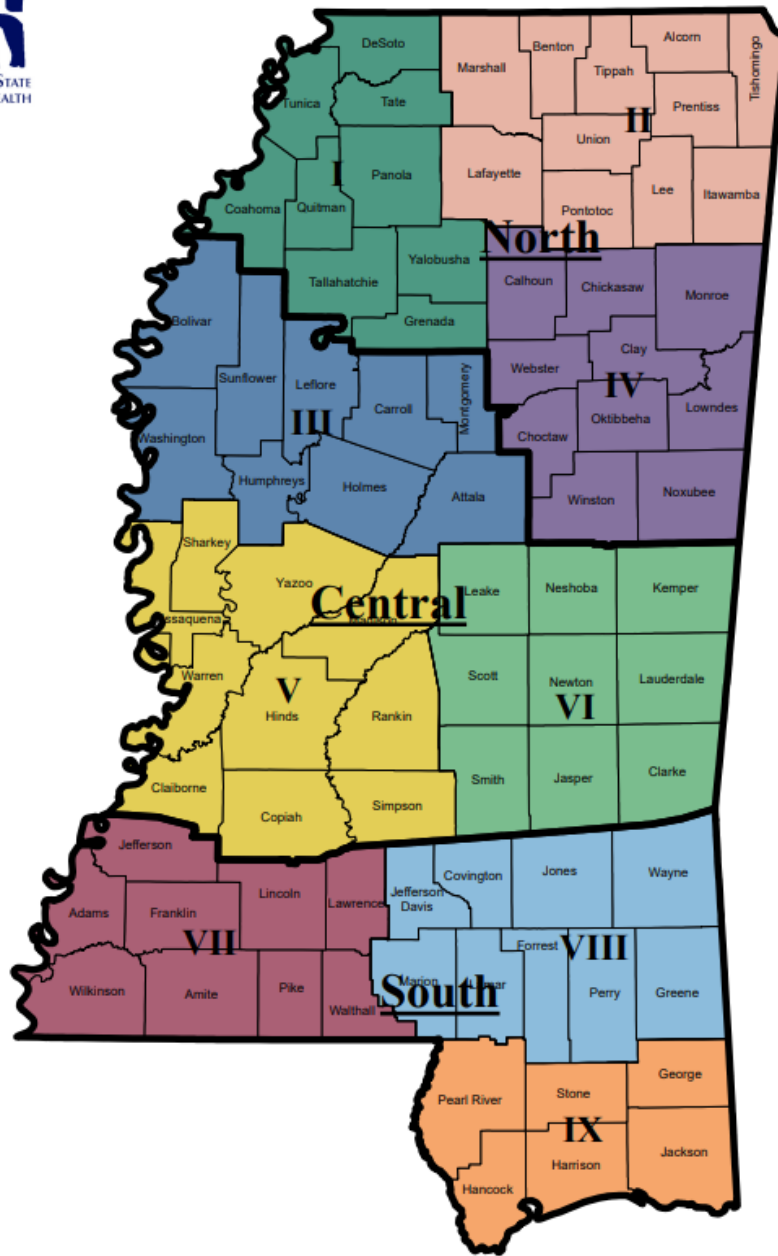 STATE
ALTH
DeSoto
Marshall
Benton
Tippah
Alcorn
Tishomingo
Tunica
Tate
Prentiss
Union
II
I
Panola
Lafayette
Lee
Itawamba
Coahoma
Quitman
Pontotoc
North
Tallahatchie
Yalobusha
Calhoun
Chickasaw
Monroe
Bolivar
Grenada
Clay
Sunflower
Leflore
Webster
IV
Carroll
Montgomery
Lowndes
III
Oktibbeha
Washington
Choctaw
Humphreys
Holmes
Attala
Winston
Noxubee
Sharkey
Yazoo
Leake
Neshoba
Kemper
Central
ssaquena
Warren
Scott
Newton
Lauderdale
V
Hinds
Rankin
VI
Smith
Jasper
Clarke
Claiborne
Copiah
Simpson
Jefferson
Covington
Jones
Wayne
Lincoln
Jefferson
Davis
Lawrence
Adams
Franklin
VII
Forrest
VIII
Wilkinson
Amite
Pike
Marion
Lamar
South
Perry
Greene
Walthall
Pearl River
Stone
George
IX
Harrison
Jackson
Hancock